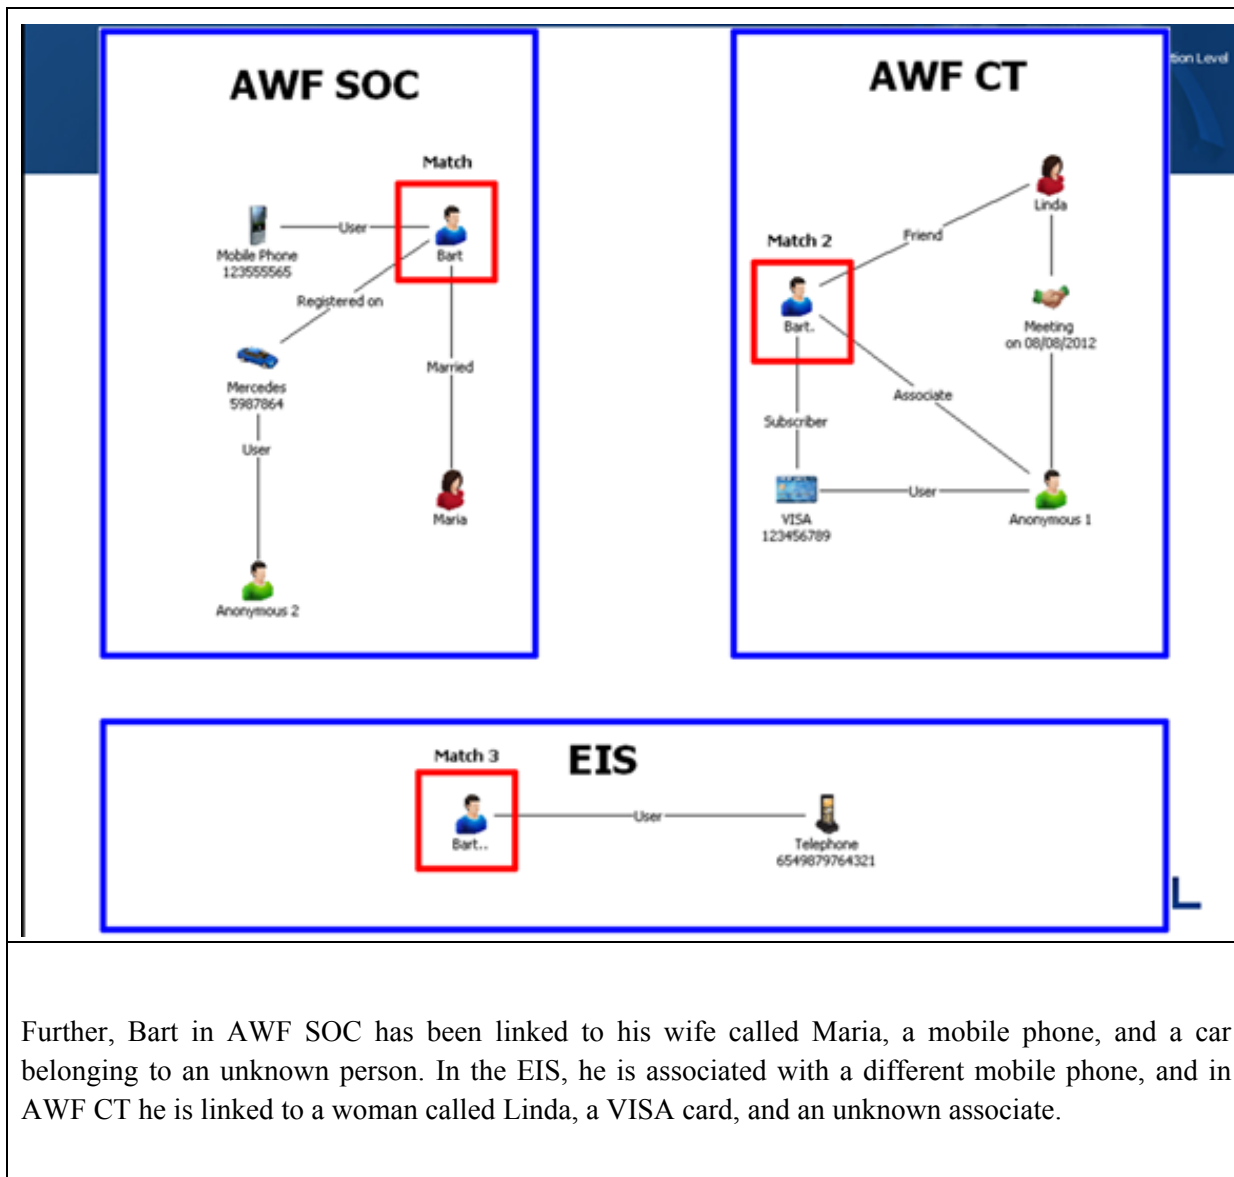 tion Level
AWF SOC
Match
User
Mobile Phone
123555565
Bart
Registered on
Mercedes
5987864
Married
User
Maria
Anonymous 2
AWF CT
Linda
Friend
Match 2
Bart.
Meeting
on 08/08/2012
Associate
Subscriber
User
VISA
123456789
Anonymous 1
EIS
Match 3
Bart..
User
Telephone
6549879764321
L
Further, Bart in AWF SOC has been linked to his wife called Maria, a mobile phone, and a car
belonging to an unknown person. In the EIS, he is associated with a different mobile phone, and in
AWF CT he is linked to a woman called Linda, a VISA card, and an unknown associate.